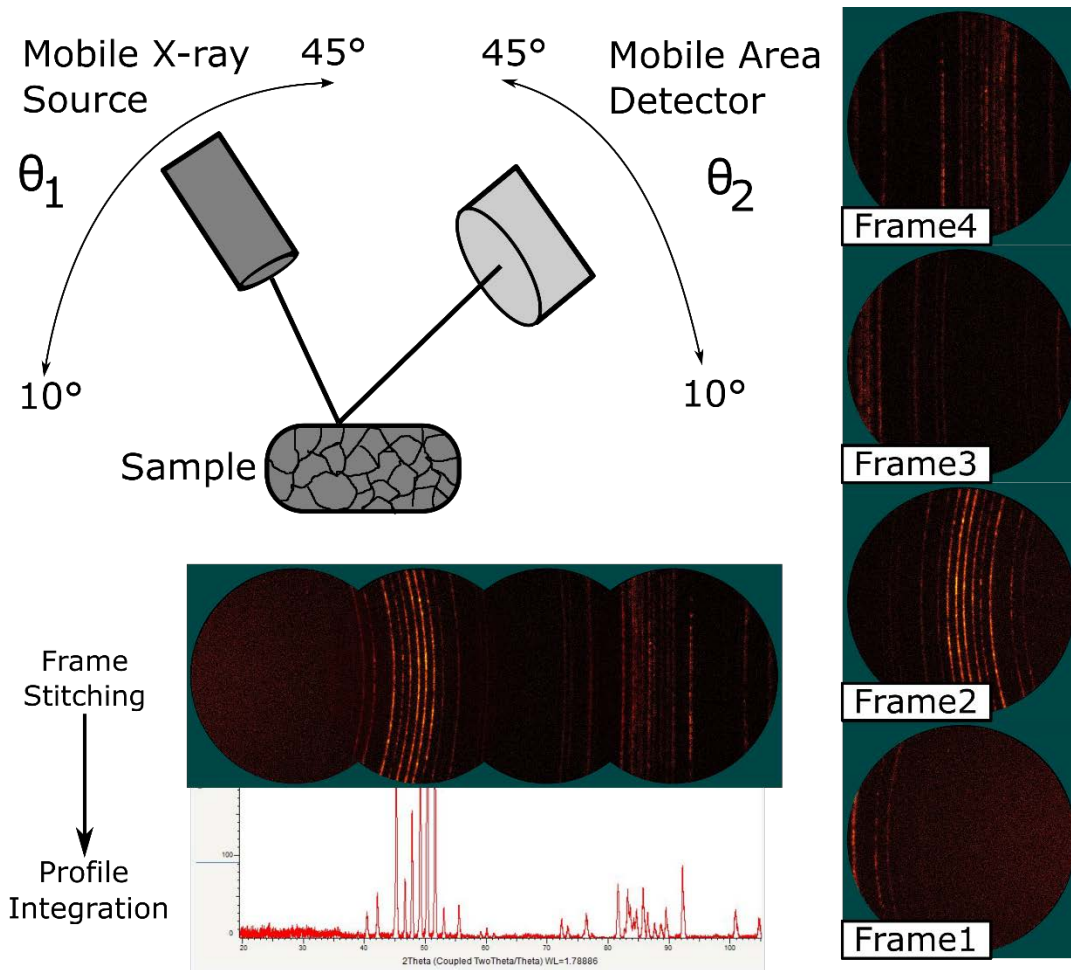 Mobile X-ray
Source
45°
45°
Mobile Area
Detector
θ1
θ2
10°
10°
Sample
Frame4
Frame3
Frame2
Frame1
Frame
Stitching
Profile
Integration
100
0
20 30 40 50 60 70 80 90 100
2Theta (Coupled TwoTheta/Theta) WL=1.78886